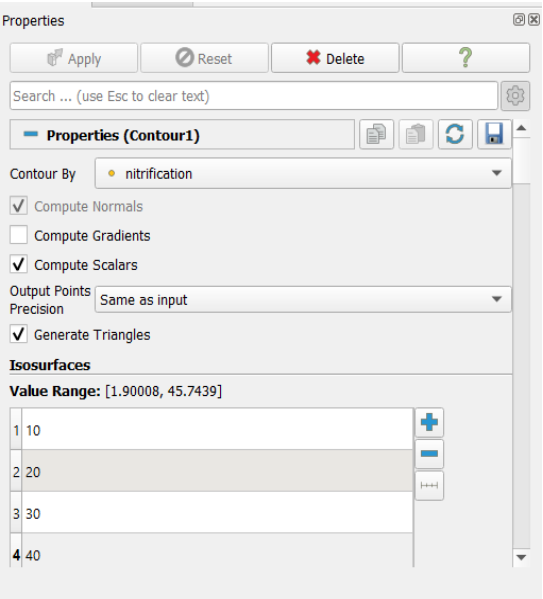 Properties
Apply Reset Delete ?
Search ... (use Esc to clear text)
Properties (Contour1)
Contour By nitrification
Compute Normals
Compute Gradients
Compute Scalars
Output Points
Precision
Same as input
Generate Triangles
Isosurfaces
Value Range: [1.90008, 45.7439]
1 10
2 20
3 30
4 40